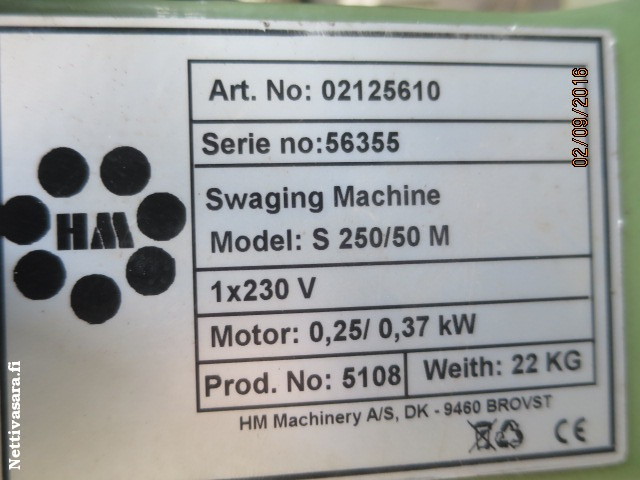 Art. No: 02125610
Serie no:56355
Swaging Machine
Model: S 250/50 M
1x230 V
Motor: 0,25/ 0,37 kW
Prod. No: 5108
Weith: 22 KG
HM Machinery A/S, DK - 9460 BROVST
HM
CE
02/09/2016
Nettivasara.fi